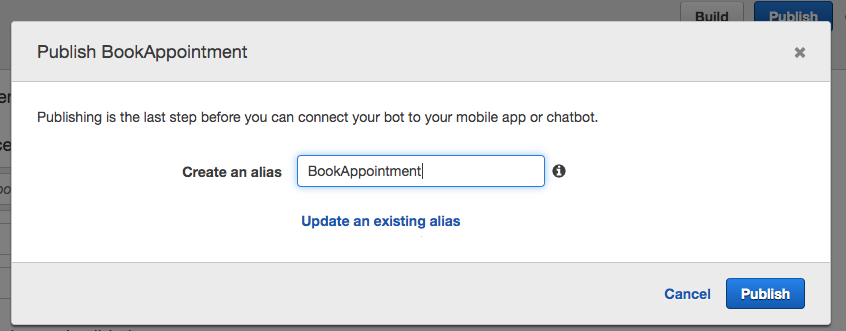 Build Publish
Publish BookAppointment
Publishing is the last step before you can connect your bot to your mobile app or chatbot.
Create an alias BookAppointment
Update an existing alias
Cancel Publish